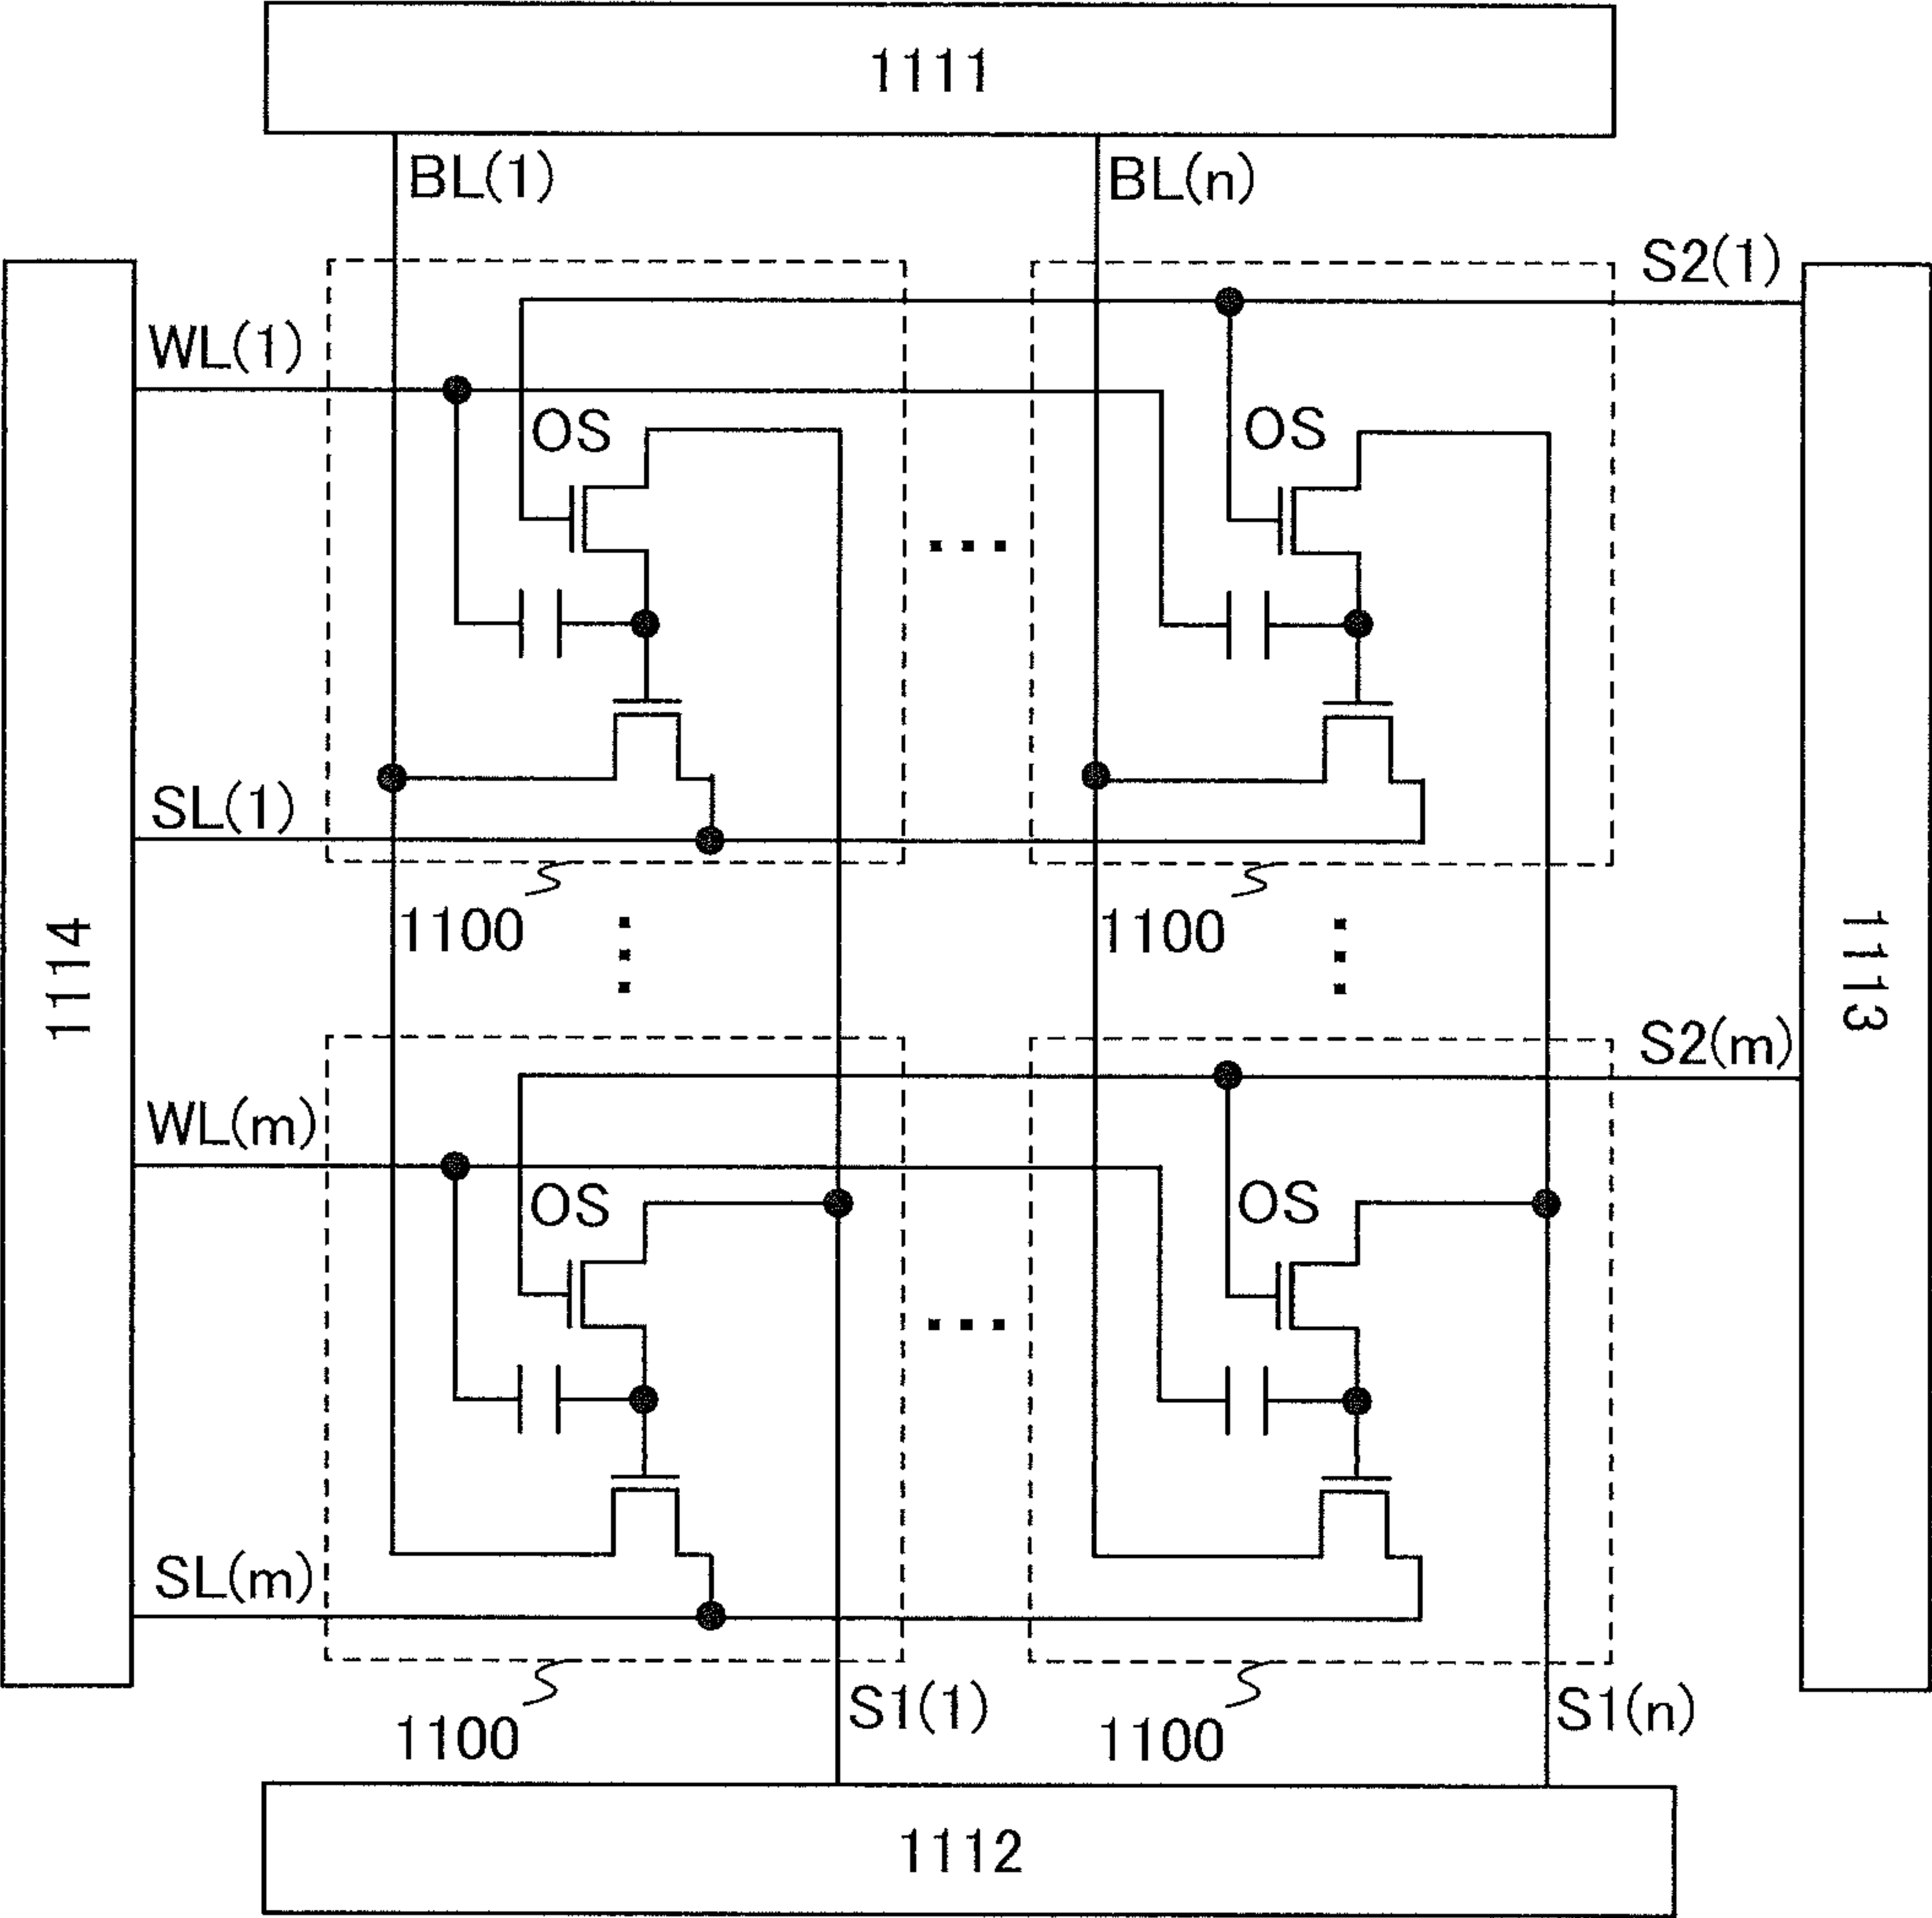 1111
BL(1)
BL(n)
S2(1)
WL(1)
OS
OS
SL(1)
1100
1100
1114
1113
S2(m)
WL(m)
OS
OS
SL(m)
S1(1)
S1(n)
1100
1100
1112